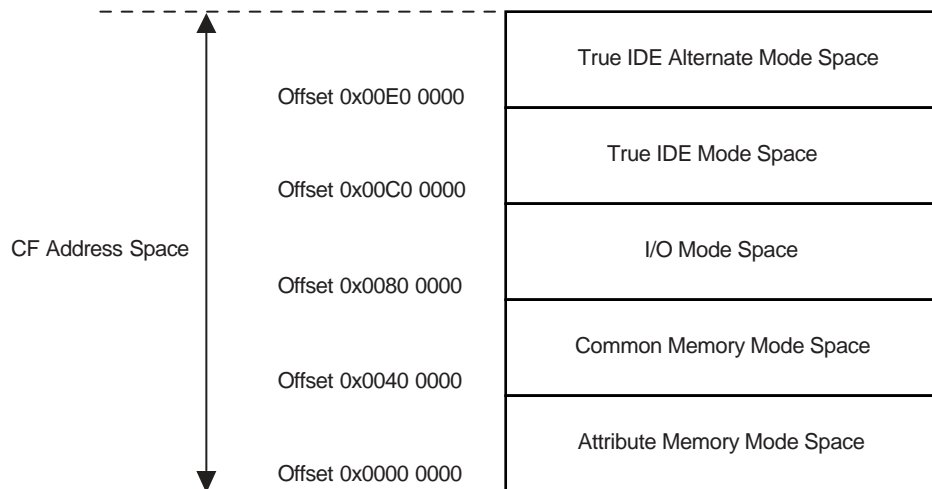 True IDE Alternate Mode Space
Offset 0x00E0 0000
True IDE Mode Space
Offset 0x00C0 0000
I/O Mode Space
CF Address Space
Offset 0x0080 0000
Common Memory Mode Space
Offset 0x0040 0000
Attribute Memory Mode Space
Offset 0x0000 0000